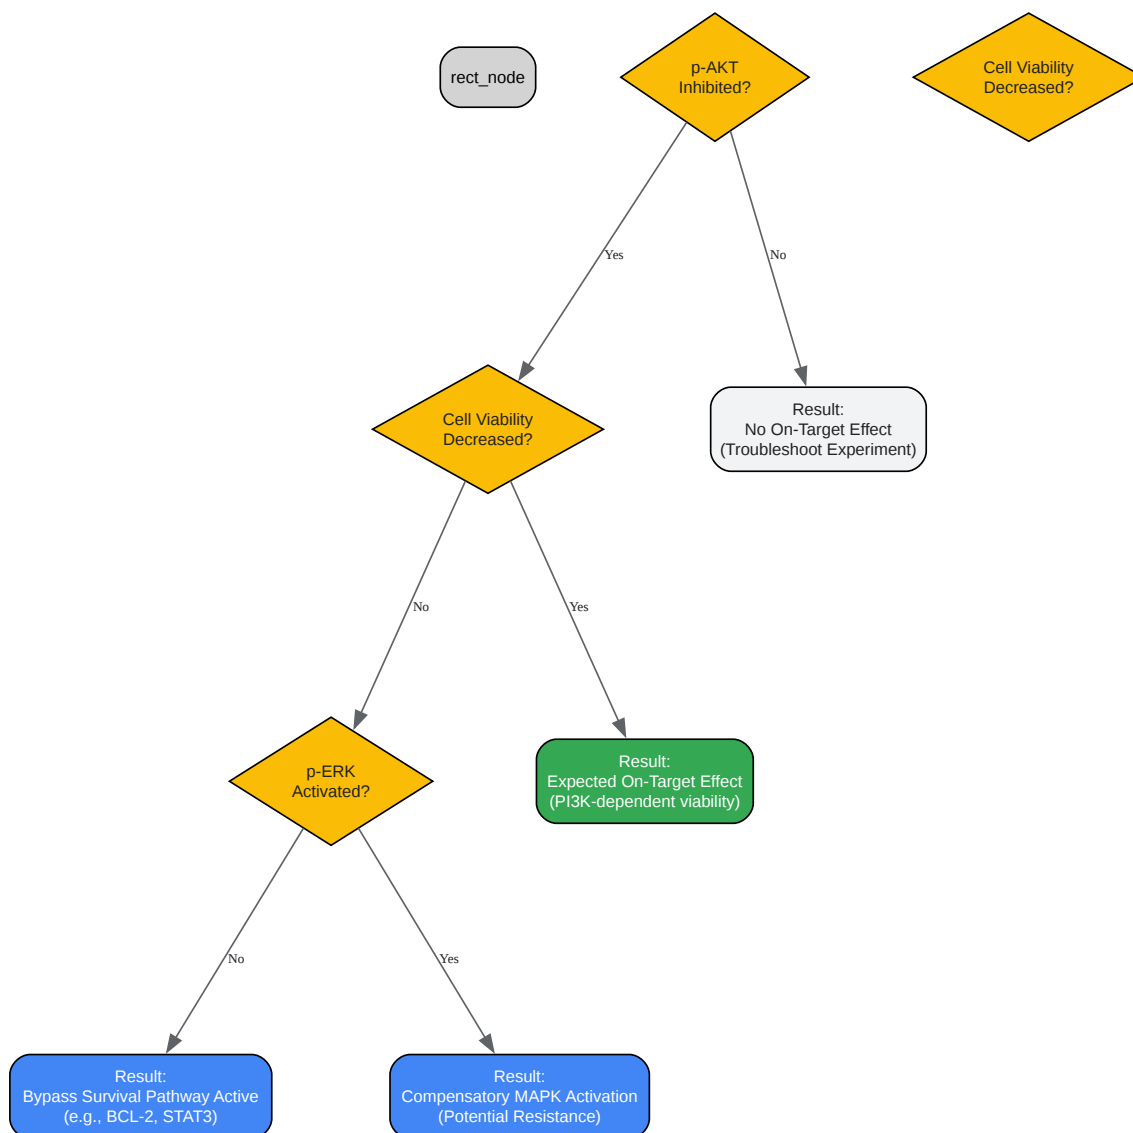 rect_node
p-AKT
Inhibited?
Cell Viability
Decreased?
Yes
No
Cell Viability
Decreased?
Result:
No On-Target Effect
(Troubleshoot Experiment)
No
Yes
p-ERK
Activated?
Result:
Expected On-Target Effect
(PI3K-dependent viability)
No
Yes
Result:
Bypass Survival Pathway Active
(e.g., BCL-2, STAT3)
Result:
Compensatory MAPK Activation
(Potential Resistance)